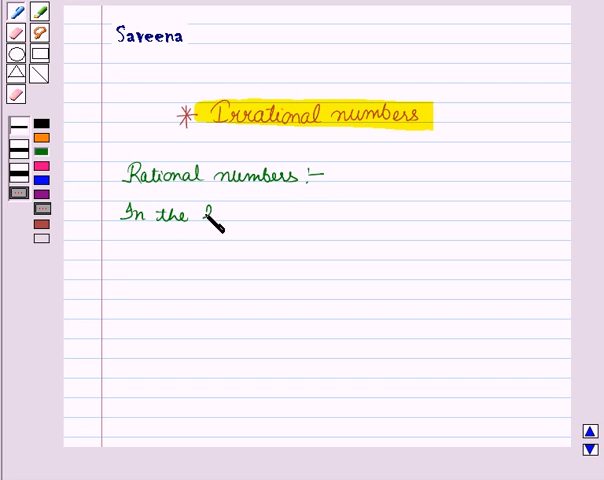 Saveena
* Irrational numbers
Rational numbers :-
In the